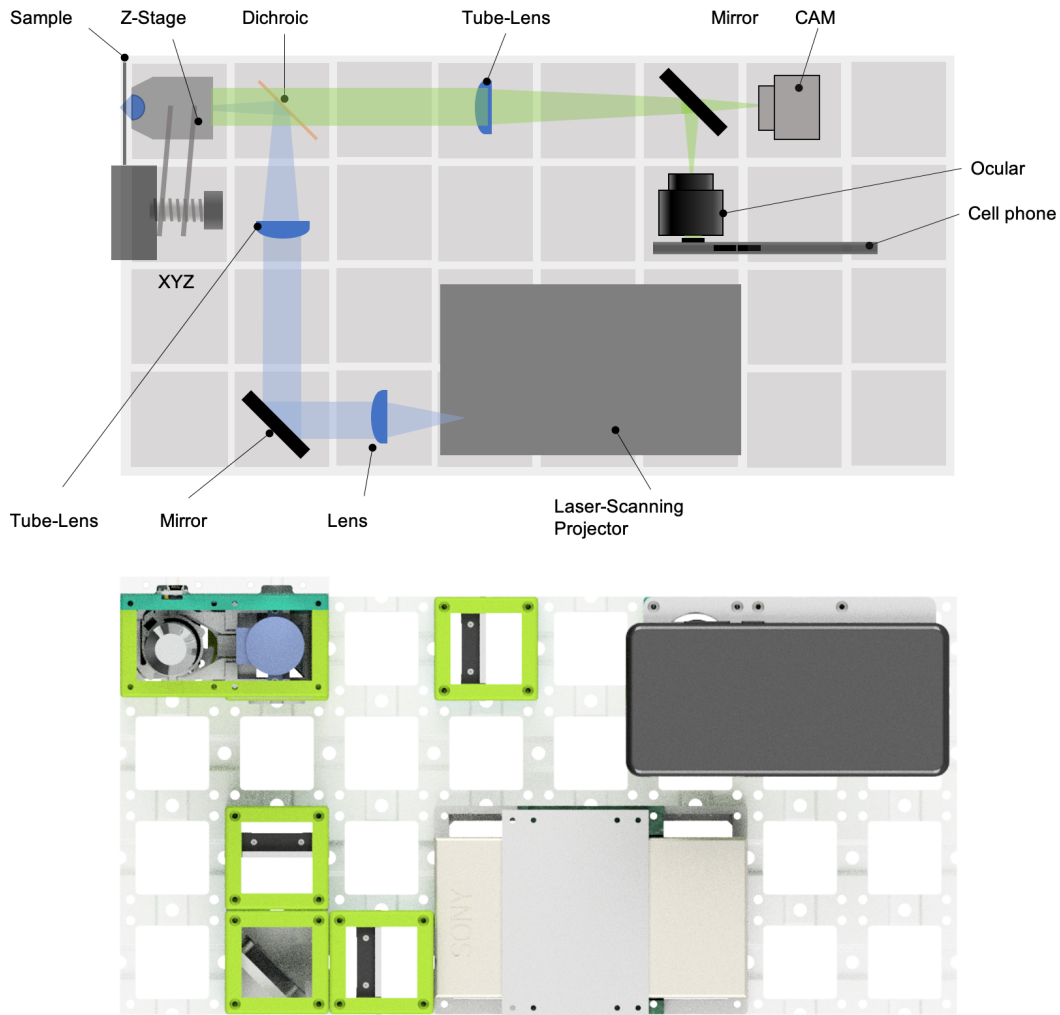 Sample
Z-Stage
Dichroic
Tube-Lens
Mirror
CAM
Ocular
Cell phone
XYZ
Tube-Lens
Mirror
Lens
Laser-Scanning
Projector
SONY